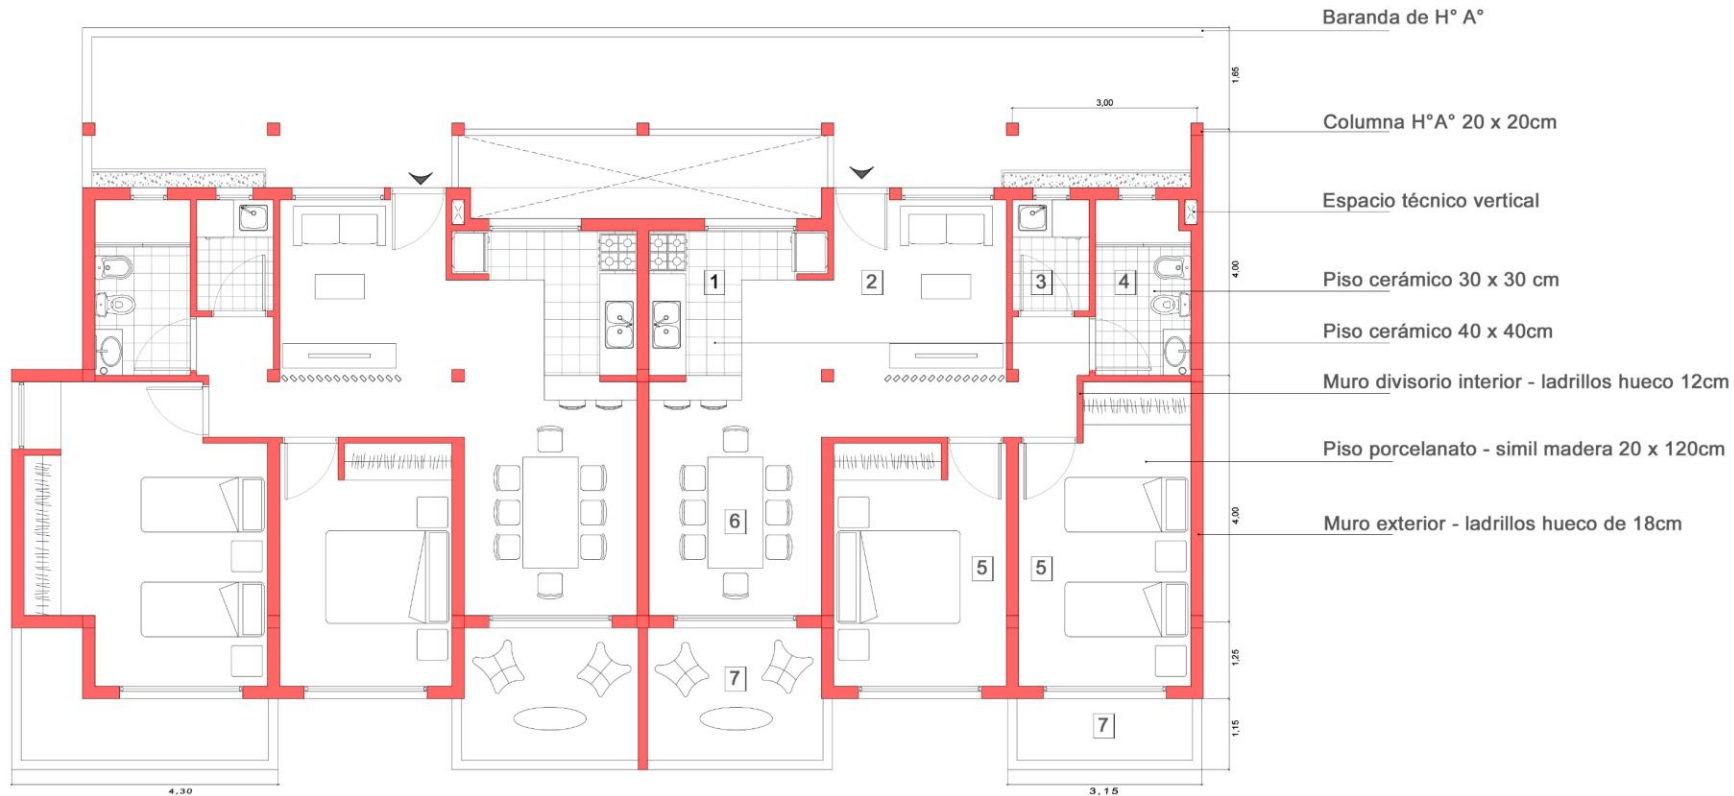 Baranda de H° A°
1,65
3,00
Columna H°A° 20 x 20cm
Espacio técnico vertical
4,00
Piso cerámico 30 x 30 cm
1
2
3
4
Piso cerámico 40 x 40cm
Muro divisorio interior - ladrillos hueco 12cm
Piso porcelanato - simil madera 20 x 120cm
4,00
6
Muro exterior - ladrillos hueco de 18cm
5
5
1,25
7
7
1,15
4,30
3,15